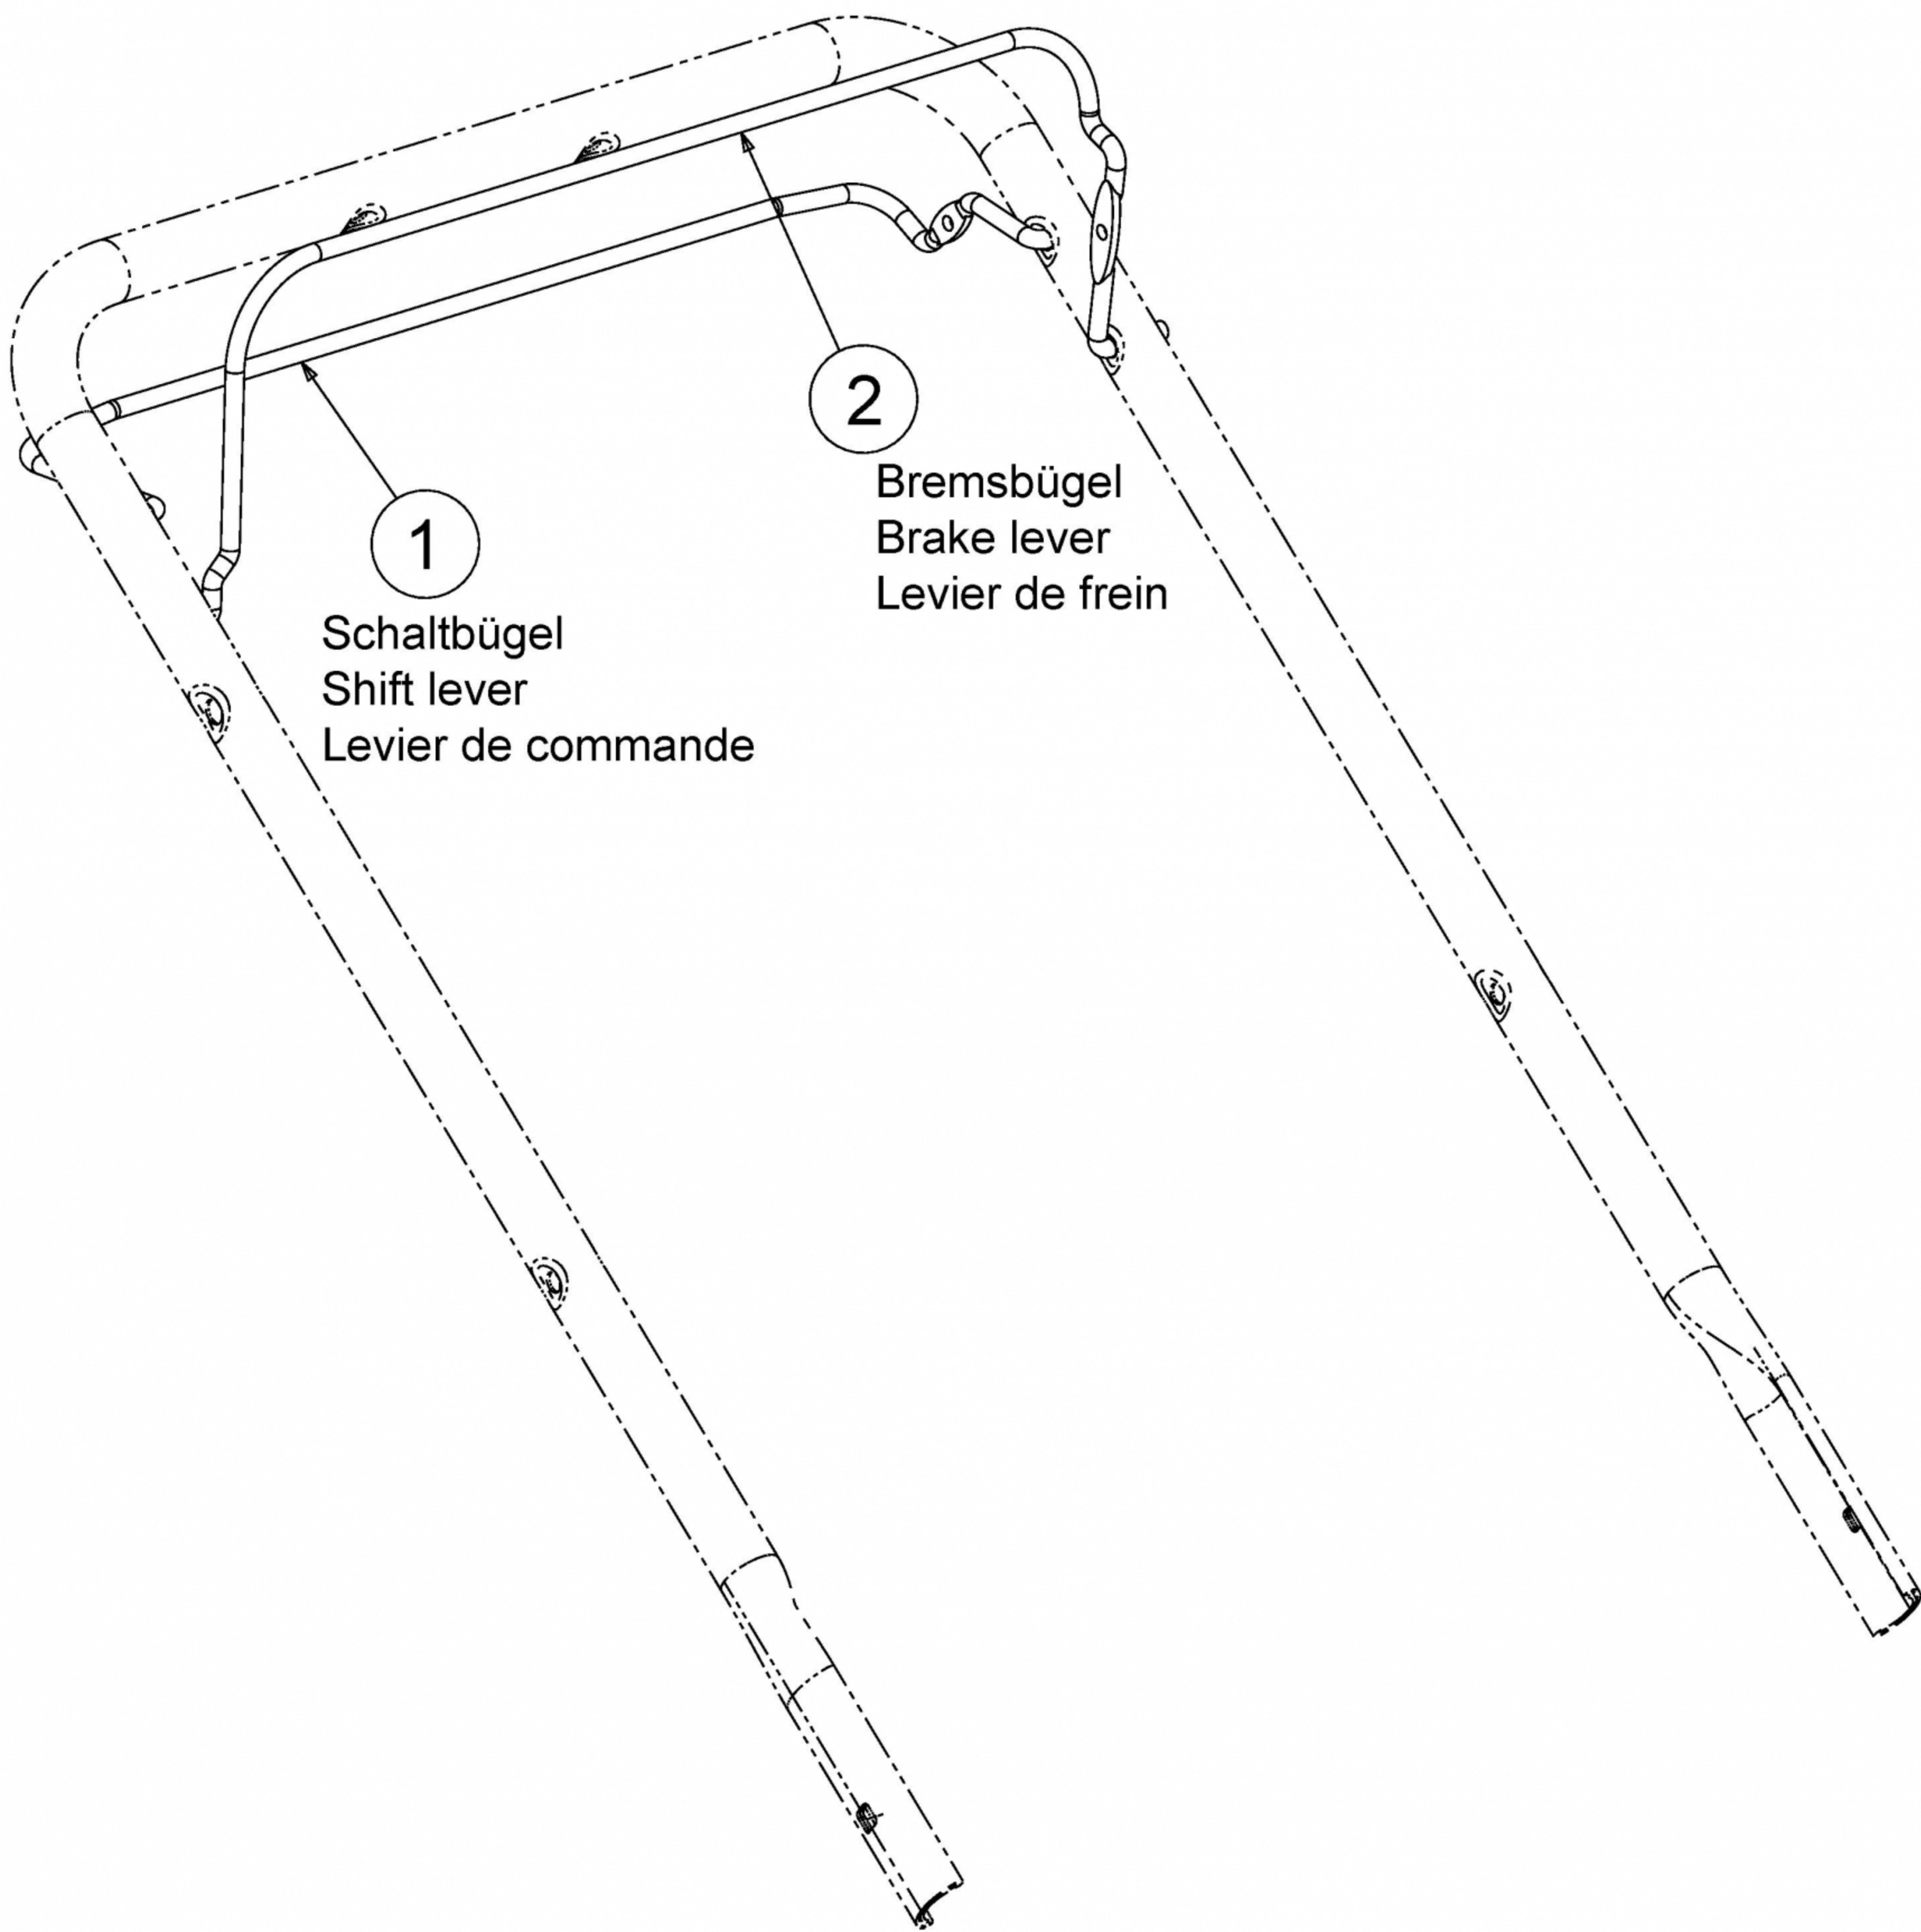 1
Schaltbügel
Shift lever
Levier de commande
2
Bremsbügel
Brake lever
Levier de frein